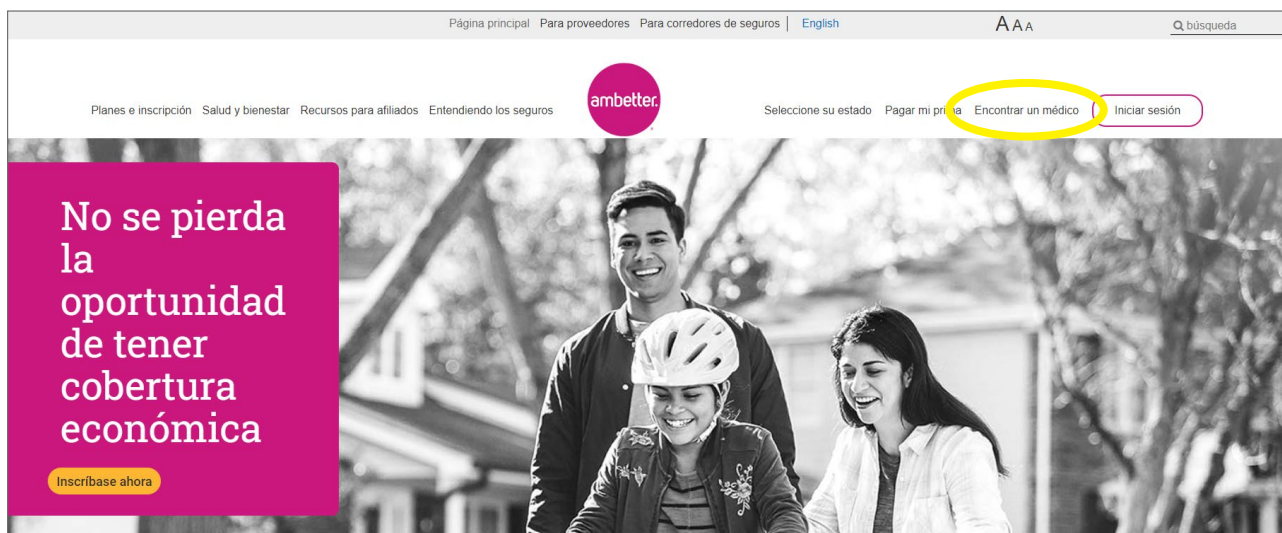 Página principal Para proveedores Para corredores de seguros | English
A A A
búsqueda
Planes e inscripción Salud y bienestar Recursos para afiliados Entendiendo los seguros
ambetter.
Seleccione su estado Pagar mi prima Encontrar un médico Iniciar sesión
No se pierda
la
oportunidad
de tener
cobertura
económica
Inscríbase ahora